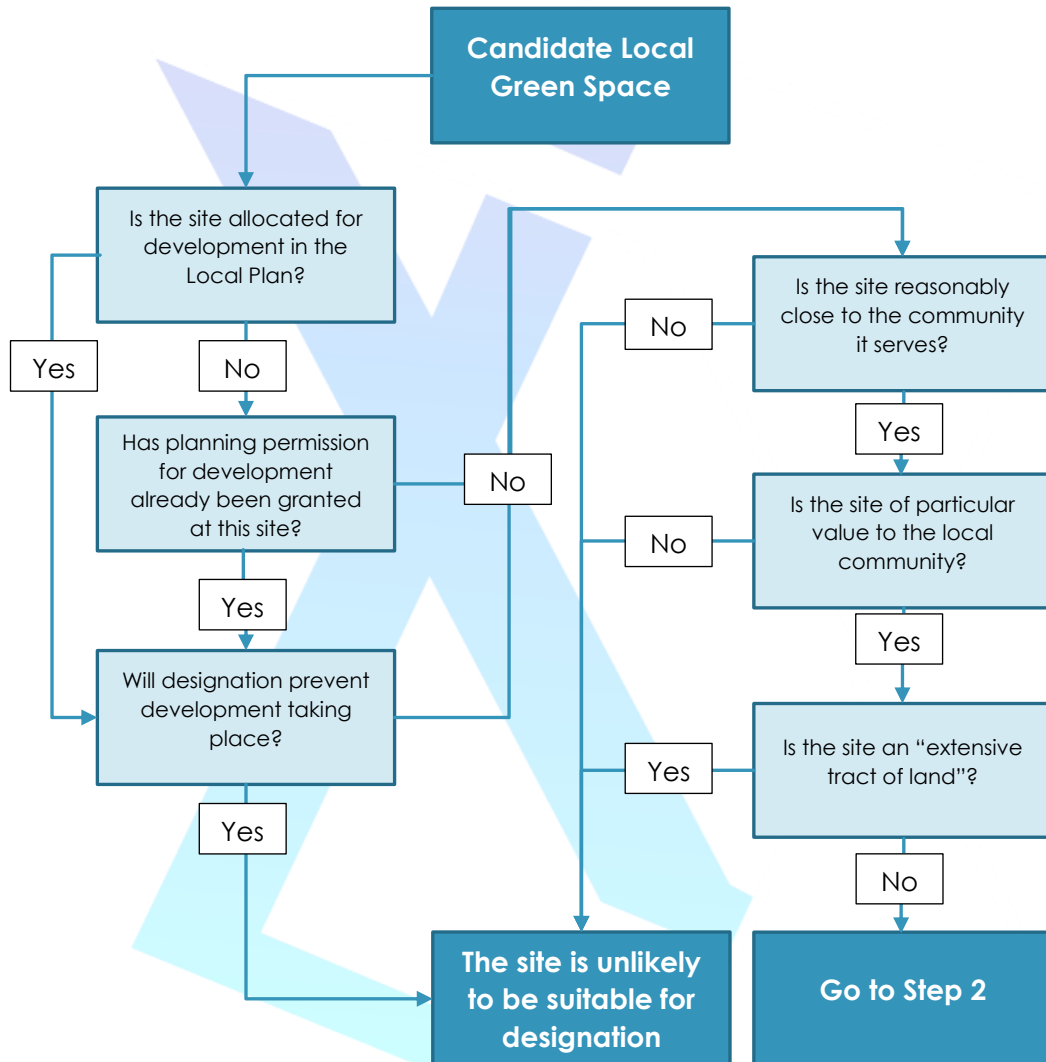 Candidate Local
Green Space
Is the site allocated for
development in the
Local Plan?
Yes
No
Has planning permission
for development
already been granted
at this site?
No
Yes
Will designation prevent
development taking
place?
Yes
Is the site reasonably
close to the community
it serves?
No
Yes
Is the site of particular
value to the local
community?
No
Yes
Is the site an “extensive
tract of land”?
Yes
No
The site is unlikely
to be suitable for
designation
Go to Step 2